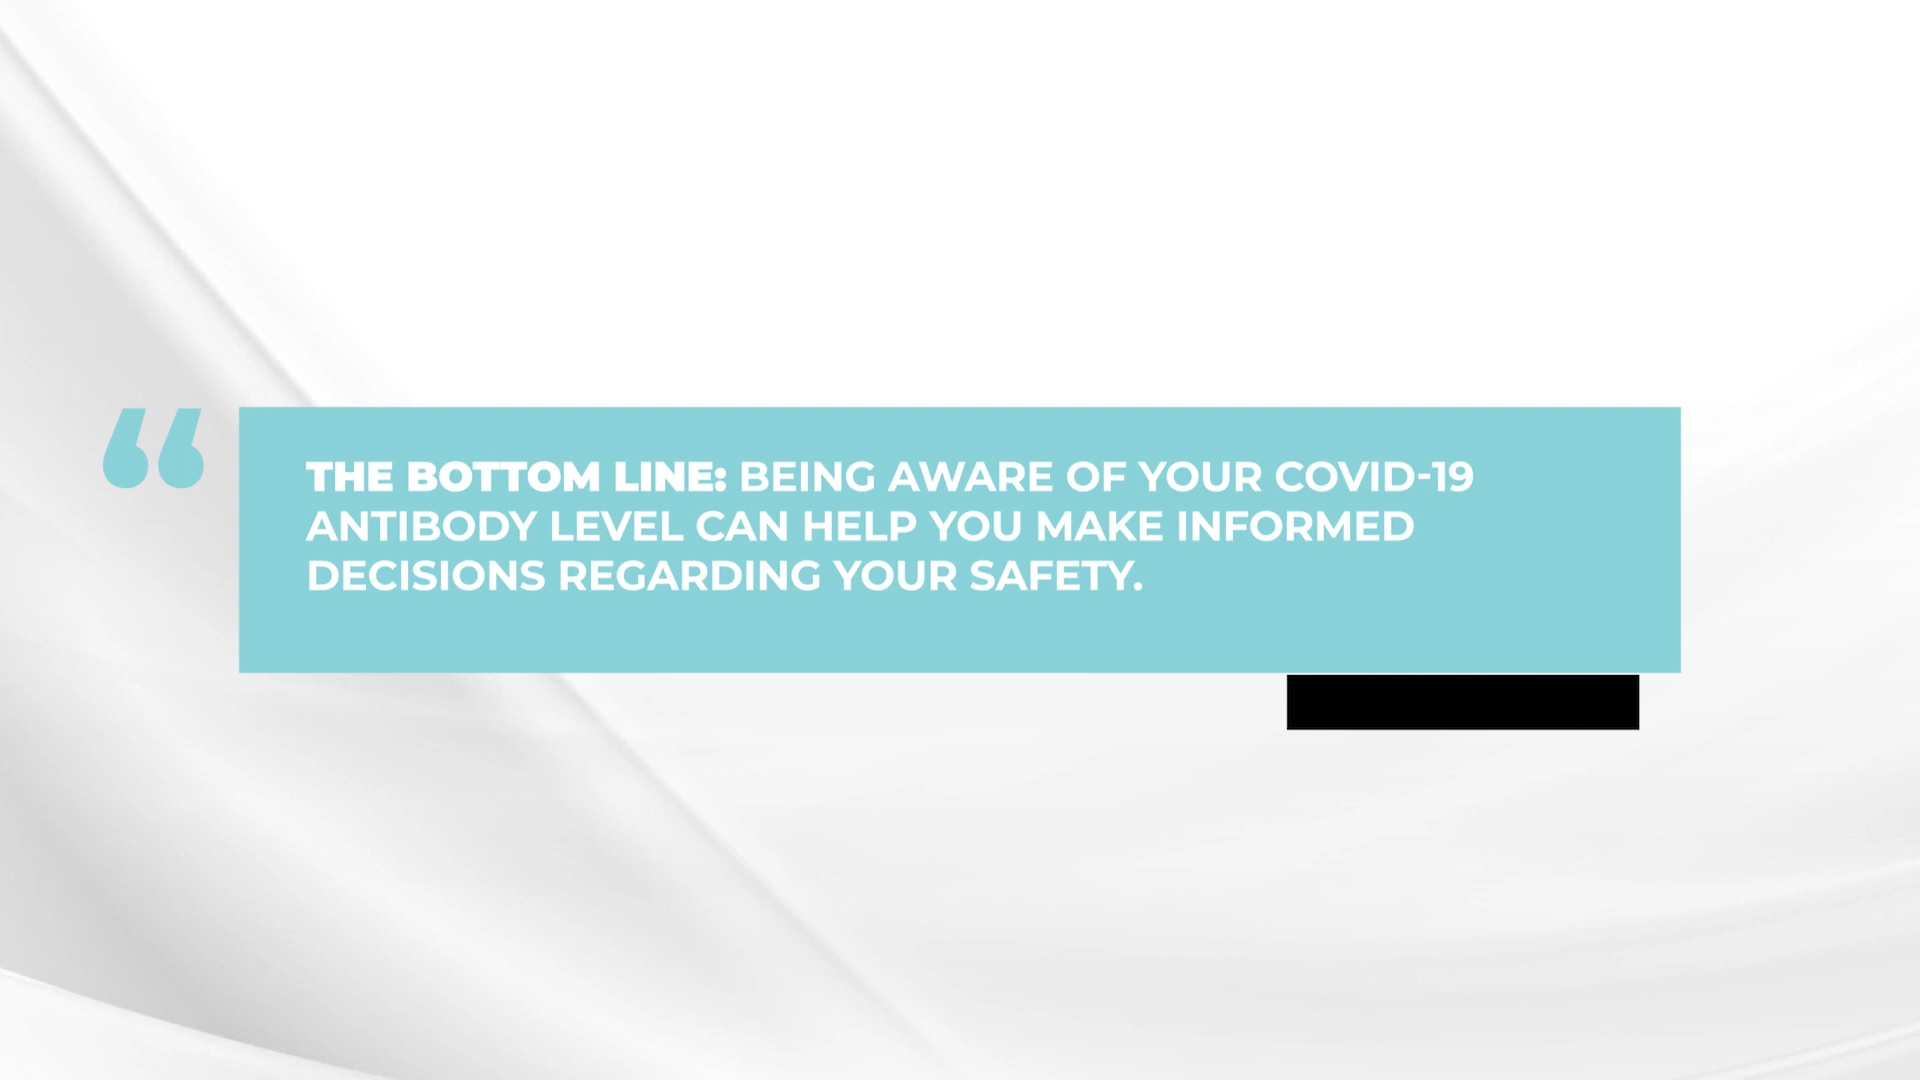 THE BOTTOM LINE: BEING AWARE OF YOUR COVID-19
ANTIBODY LEVEL CAN HELP YOU MAKE INFORMED
DECISIONS REGARDING YOUR SAFETY.